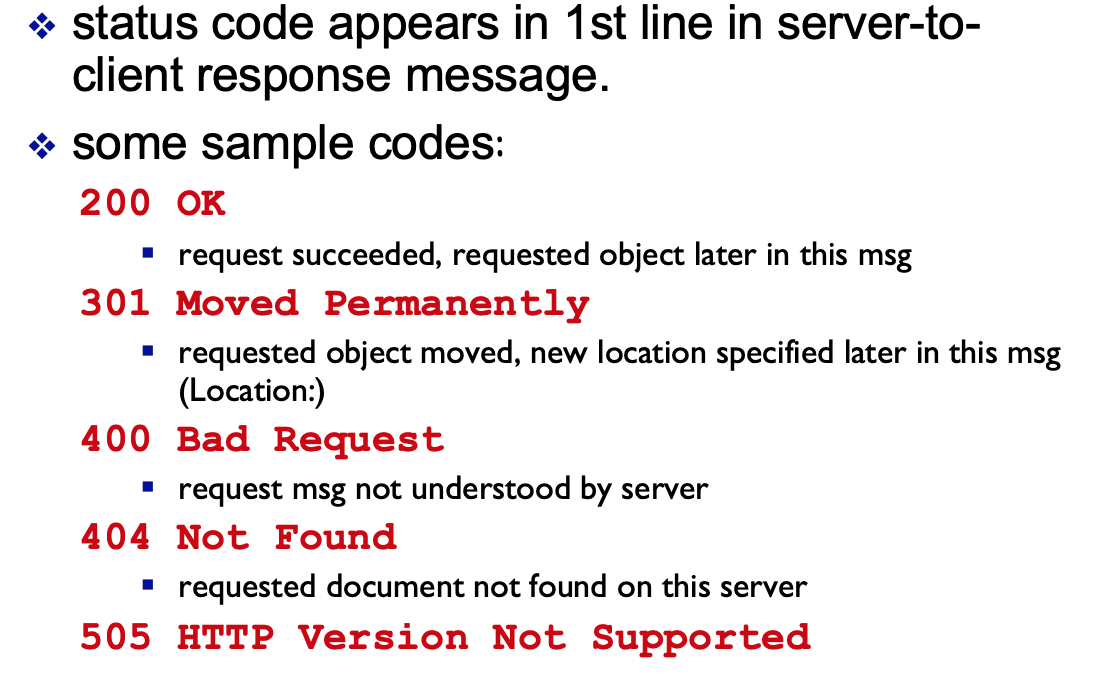 ❖ status code appears in 1st line in server-to-
client response message.
❖ some sample codes:
200 OK
▪ request succeeded, requested object later in this msg
301 Moved Permanently
▪ requested object moved, new location specified later in this msg
(Location:)
400 Bad Request
▪ request msg not understood by server
404 Not Found
▪ requested document not found on this server
505 HTTP Version Not Supported